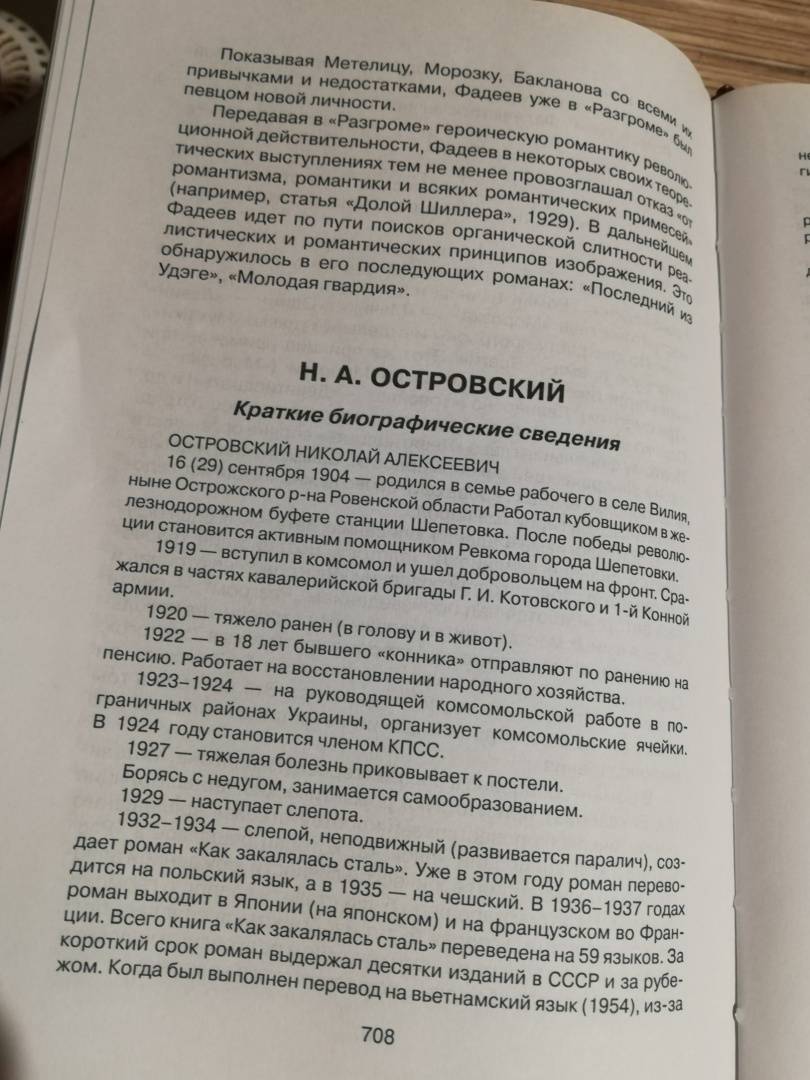 Показывая Метелицу, Морозку, Бакланова со всеми их
привычками и недостатками, Фадеев уже в «Разгроме» был
певцом новой личности.
Передавая в «Разгроме» героическую романтику револю-
ционной действительности, Фадеев в некоторых своих теоре-
тических выступлениях тем не менее провозглашал отказ «от
романтизма, романтики и всяких романтических примесей»
(например, статья «Долой Шиллера», 1929). В дальнейшем
Фадеев идет по пути поисков органической слитности реа-
листических и романтических принципов изображения. Это
обнаружилось в его последующих романах: «Последний из
Удэге», «Молодая гвардия».
Н. А. ОСТРОВСКИЙ
Краткие биографические сведения
ОСТРОВСКИЙ НИКОЛАЙ АЛЕКСЕЕВИЧ
16 (29) сентября 1904 — родился в семье рабочего в селе Вилия,
ныне Острожского р-на Ровенской области Работал кубовщиком в же-
лезнодорожном буфете станции Шепетовка. После победы револю-
ции становится активным помощником Ревкома города Шепетовки.
1919 — вступил в комсомол и ушел добровольцем на фронт. Сра-
жался в частях кавалерийской бригады Г. И. Котовского и 1-й Конной
армии.
1920 — тяжело ранен (в голову и в живот).
1922 — в 18 лет бывшего «конника» отправляют по ранению на
пенсию. Работает на восстановлении народного хозяйства.
1923–1924 — на руководящей комсомольской работе в по-
граничных районах Украины, организует комсомольские ячейки.
В 1924 году становится членом КПСС.
1927 — тяжелая болезнь приковывает к постели.
Борясь с недугом, занимается самообразованием.
1929 — наступает слепота.
1932–1934 — слепой, неподвижный (развивается паралич), соз-
дает роман «Как закалялась сталь». Уже в этом году роман перево-
дится на польский язык, а в 1935 — на чешский. В 1936–1937 годах
роман выходит в Японии (на японском) и на французском во Фран-
ции. Всего книга «Как закалялась сталь» переведена на 59 языков. За
короткий срок роман выдержал десятки изданий в СССР и за рубе-
жом. Когда был выполнен перевод на вьетнамский язык (1954), из-за
708